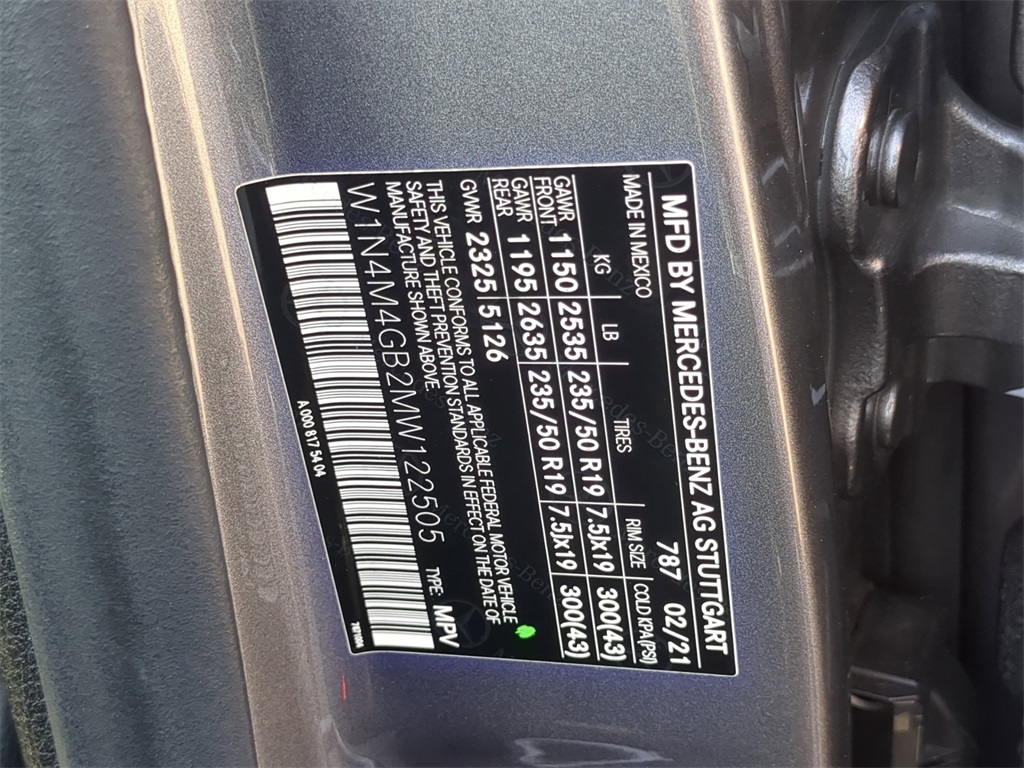 MFD BY MERCEDES-BENZ AG STUTTGART
MADE IN MEXICO 787 02/21
KG LB TIRES RIM SIZE COLD KPA(PSI)
GAWR FRONT 1150 2535 235/50 R19 7.5Jx19 300(43)
GAWR REAR 1195 2635 235/50 R19 7.5Jx19 300(43)
GVWR 2325 5126
THIS VEHICLE CONFORMS TO ALL APPLICABLE FEDERAL MOTOR VEHICLE
SAFETY AND THEFT PREVENTION STANDARDS IN EFFECT ON THE DATE OF
MANUFACTURE SHOWN ABOVE.
W1N4M4GB2MW122505 TYPE: MPV
A 000 817 54 04